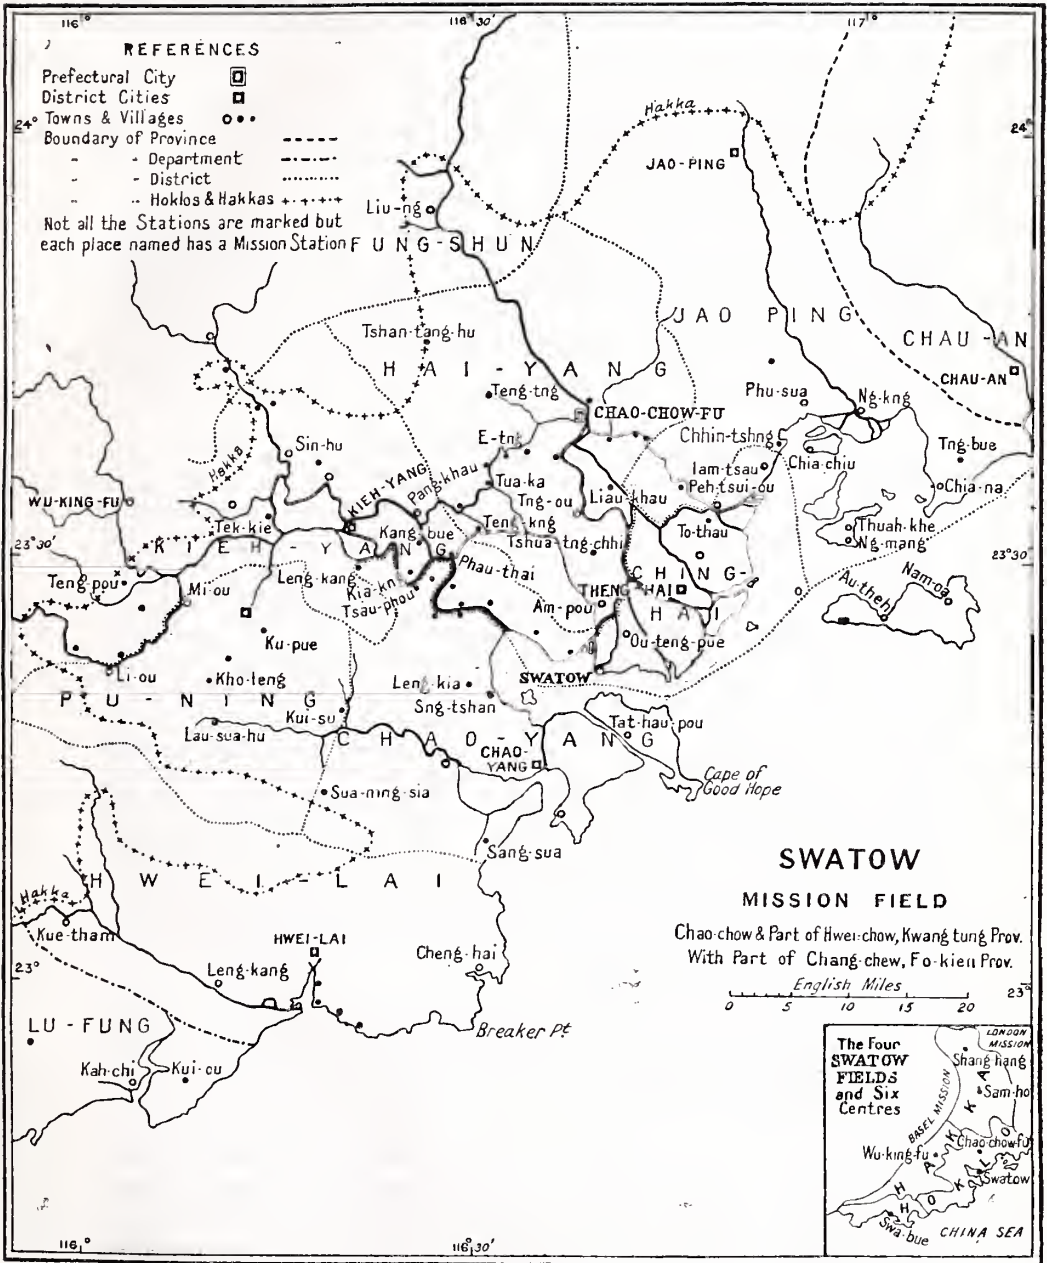 116°
116°30'
117°
REFERENCES
Prefectural City
District Cities
Towns & Villages
Boundary of Province
" " Department
" " District
" " Hoklos & Hakkas
Not all the Stations are marked but
each place named has a Mission Station
24°
24°
Hakka
JAO-PING
Liu-ng
FUNG-SHUN
JAO PING
Tshan-tang-hu
CHAU-AN
HAI-YANG
CHAU-AN
Teng-tng
Phu-sua
Ng-kng
CHAO-CHOW-FU
E-tng
Chhin-tshng
Tng-bue
Sin-hu
Hakka
KIEH-YANG
Pang-khau
Iam-tsau
Chia-chiu
Tua-ka
Peh-tsui-ou
Chia-na
WU-KING-FU
Tng-ou
Liau-khau
Tek-kie
Kang-bue
Teng-kng
To-thau
Thuah-khe
KIEH-YANG
Tshua-tng-chhi
Ng-mang
23°30'
23°30'
Phau-thai
Teng-pou
Leng-kang
CHING-
Nam-oa
Mi-ou
Kia-kng
Au-theh
Tsau-phou
THENG-HAI
Am-pou
HAI
Ku-pue
Ou-teng-pue
Li-ou
Kho-teng
Leng-kia
SWATOW
PU-NING
Sng-tshan
Kui-su
Tat-hau-pou
Lau-sua-hu
CHAO-YANG
CHAO-
YANG
Cape of
Good Hope
Sua-ning-sia
Sang-sua
SWATOW
MISSION FIELD
HWEI-LAI
Hakka
Chao-chow & Part of Hwei-chow, Kwang tung Prov.
With Part of Chang-chew, Fo-kien Prov.
Kue-tham
HWEI-LAI
Cheng-hai
English Miles
23°
Leng-kang
23°
0 5 10 15 20
LU-FUNG
Breaker Pt.
Kah-chi
Kui-ou
The Four
SWATOW
FIELDS
and Six
Centres
LONDON
MISSION
Shang hang
Sam-ho
BASEL MISSION
HAKKA
Chao-chow-fu
Wu-king-fu
HOKLO
Swatow
Swa-bue
CHINA SEA
116°
116°30'